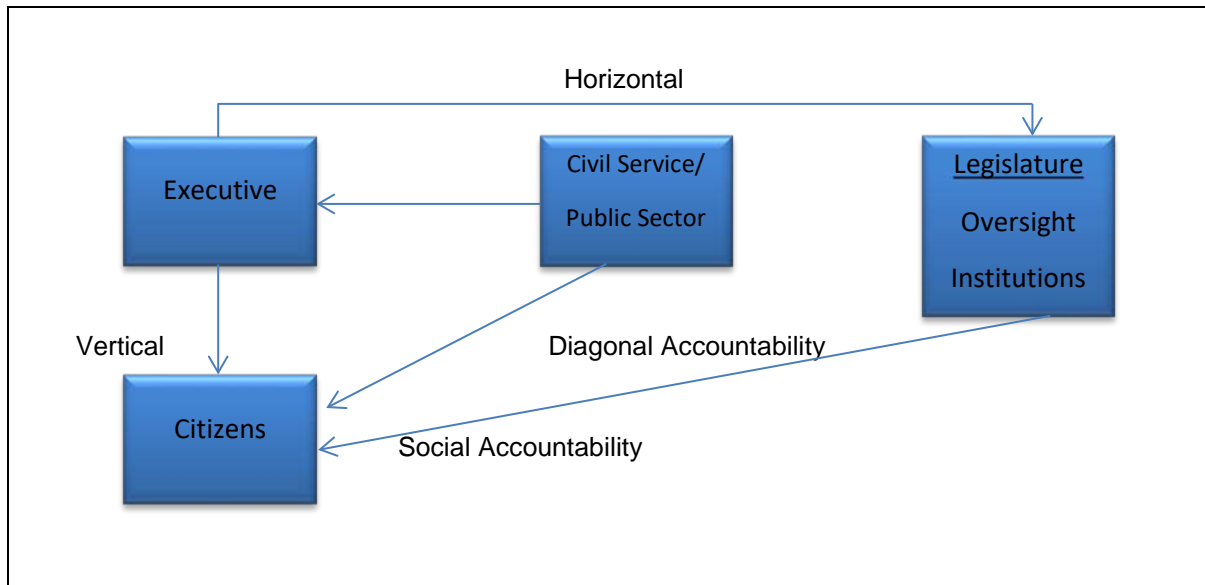 Horizontal
Executive
Civil Service/
Public Sector
Legislature
Oversight
Institutions
Vertical
Diagonal Accountability
Citizens
Social Accountability